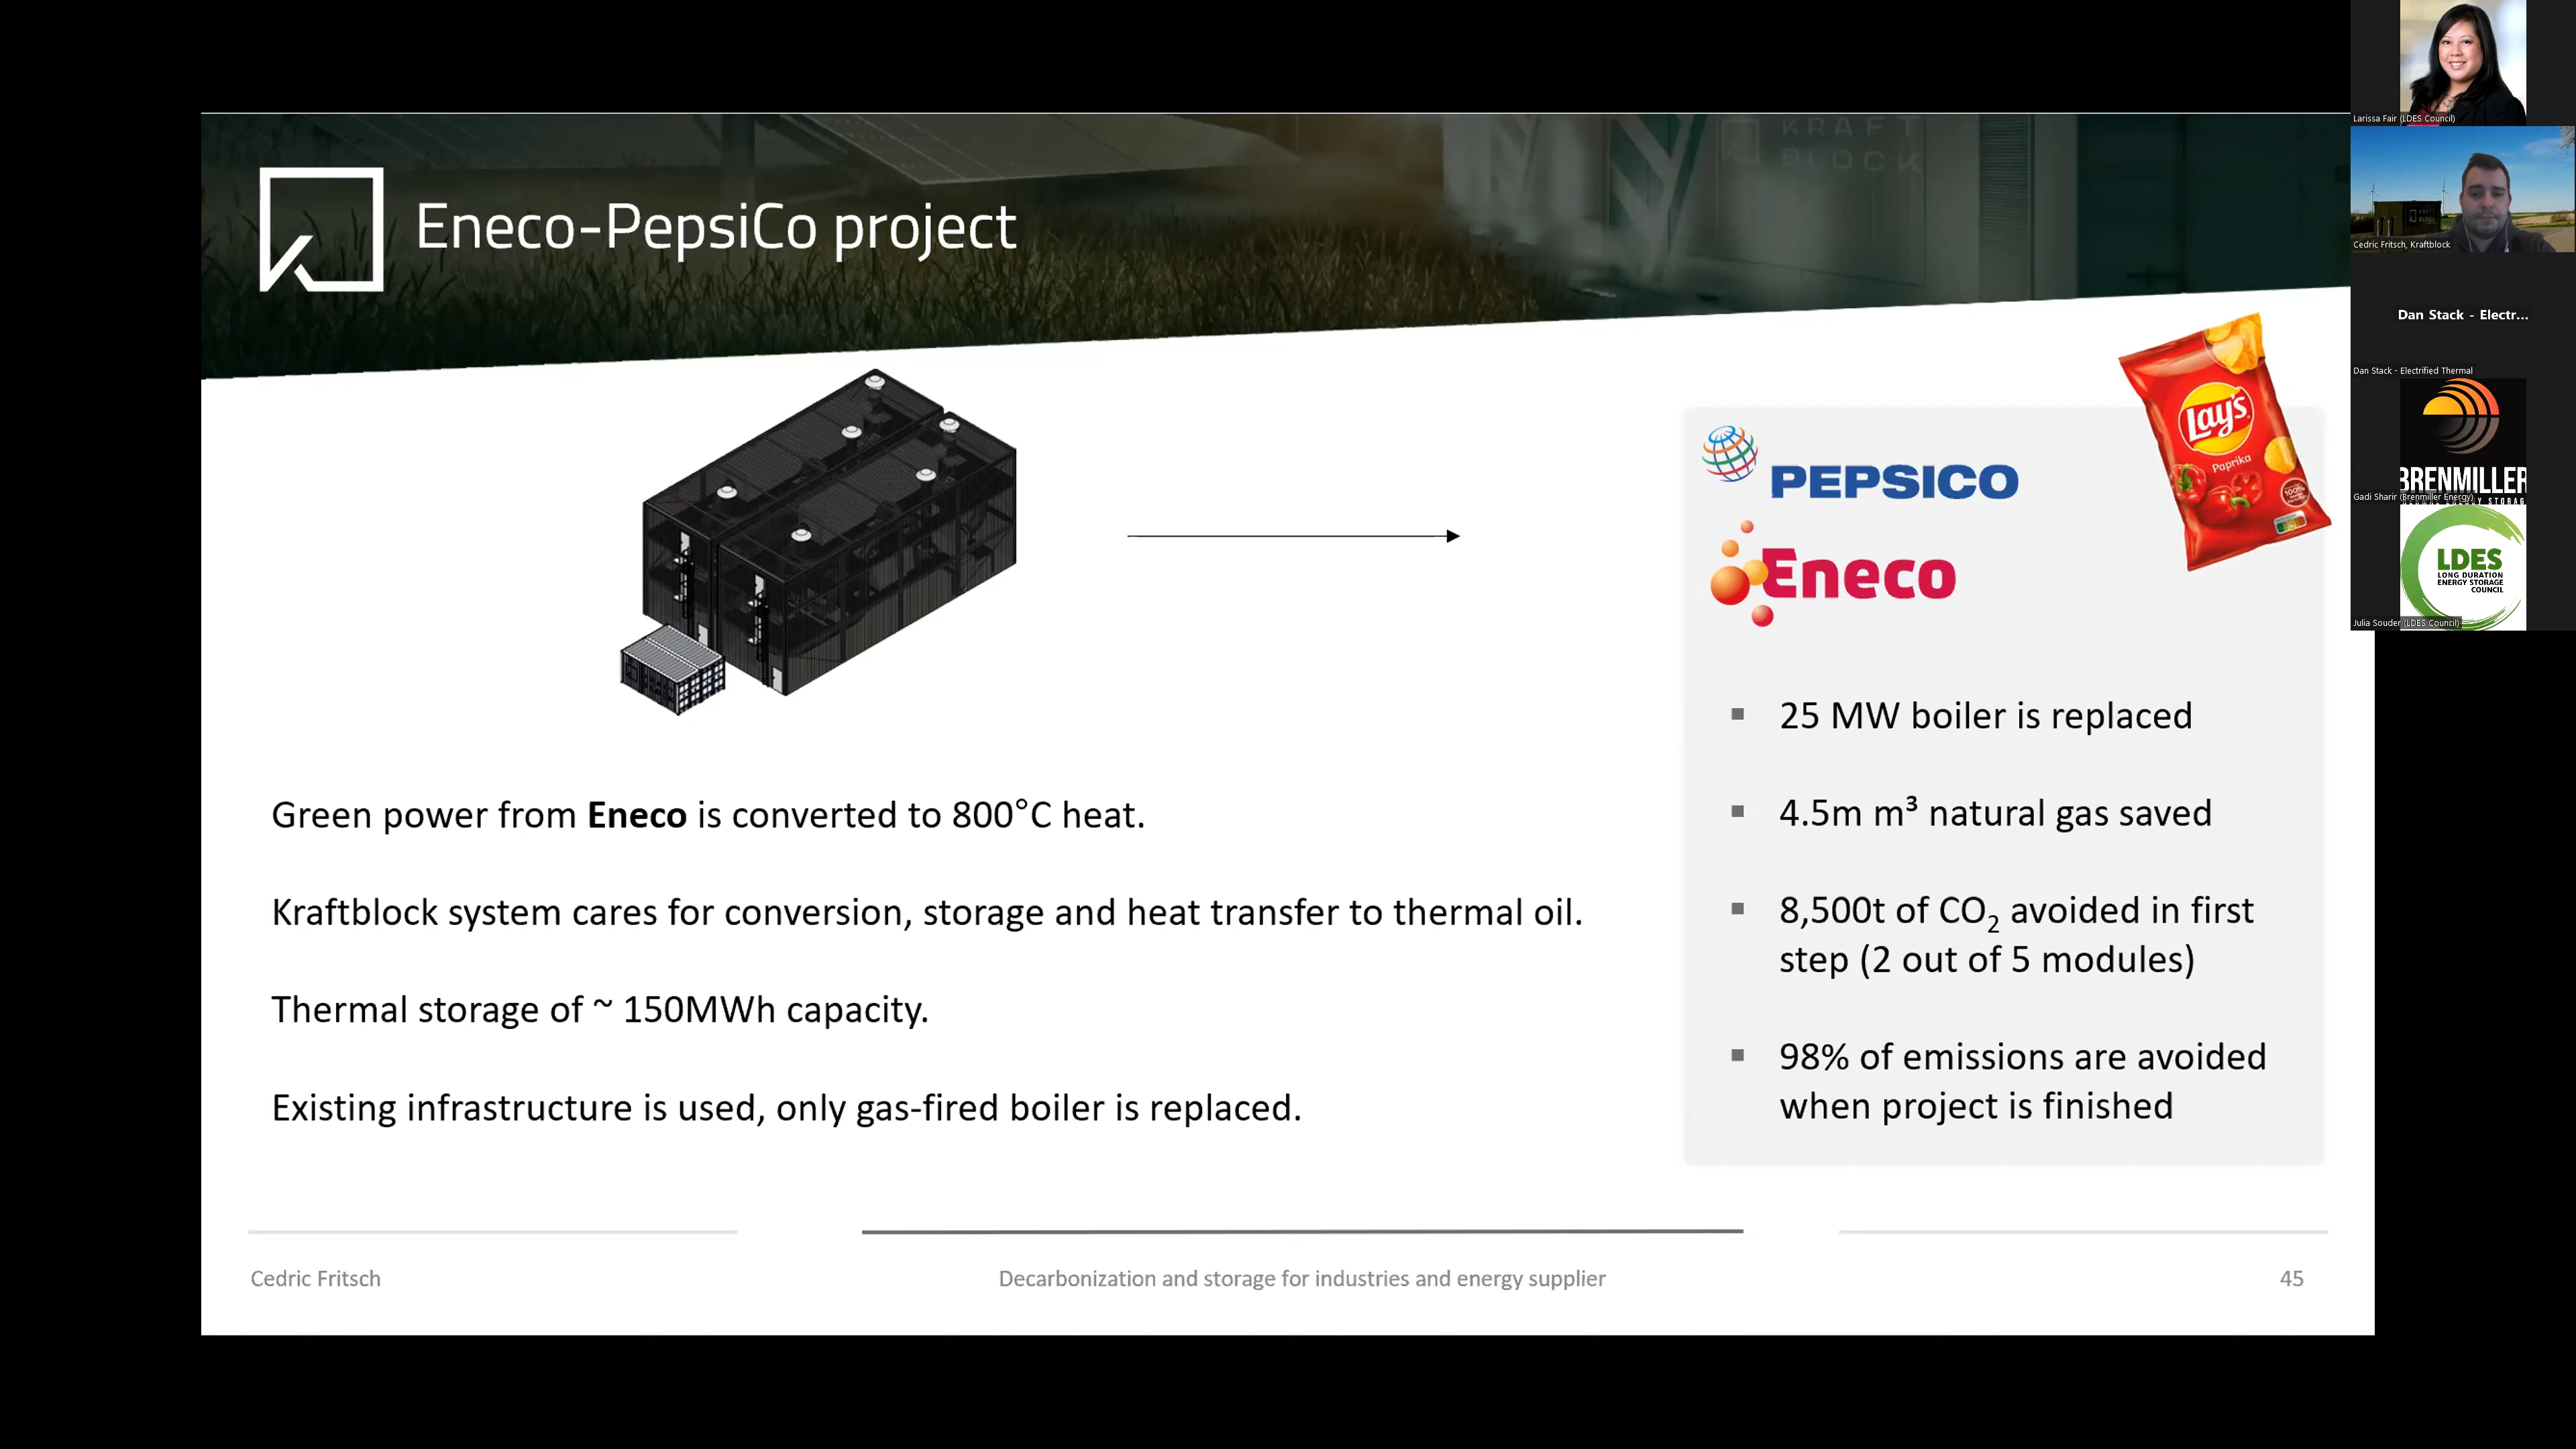 KRAFT
BLOCK
Eneco-PepsiCo project
Lay's
Paprika
100%
PEPSICO
Eneco
25 MW boiler is replaced
4.5m m³ natural gas saved
8,500t of CO₂ avoided in first
step (2 out of 5 modules)
98% of emissions are avoided
when project is finished
Green power from Eneco is converted to 800°C heat.
Kraftblock system cares for conversion, storage and heat transfer to thermal oil.
Thermal storage of ~ 150MWh capacity.
Existing infrastructure is used, only gas-fired boiler is replaced.
Cedric Fritsch
Decarbonization and storage for industries and energy supplier
45
Larissa Fair (LDES Council)
Cedric Fritsch, Kraftblock
Dan Stack - Electr...
Dan Stack - Electrified Thermal
BRENMILLER
Gadi Sharir (Brenmiller Energy)
LDES
LONG DURATION
ENERGY STORAGE
COUNCIL
Julia Souder (LDES Council)